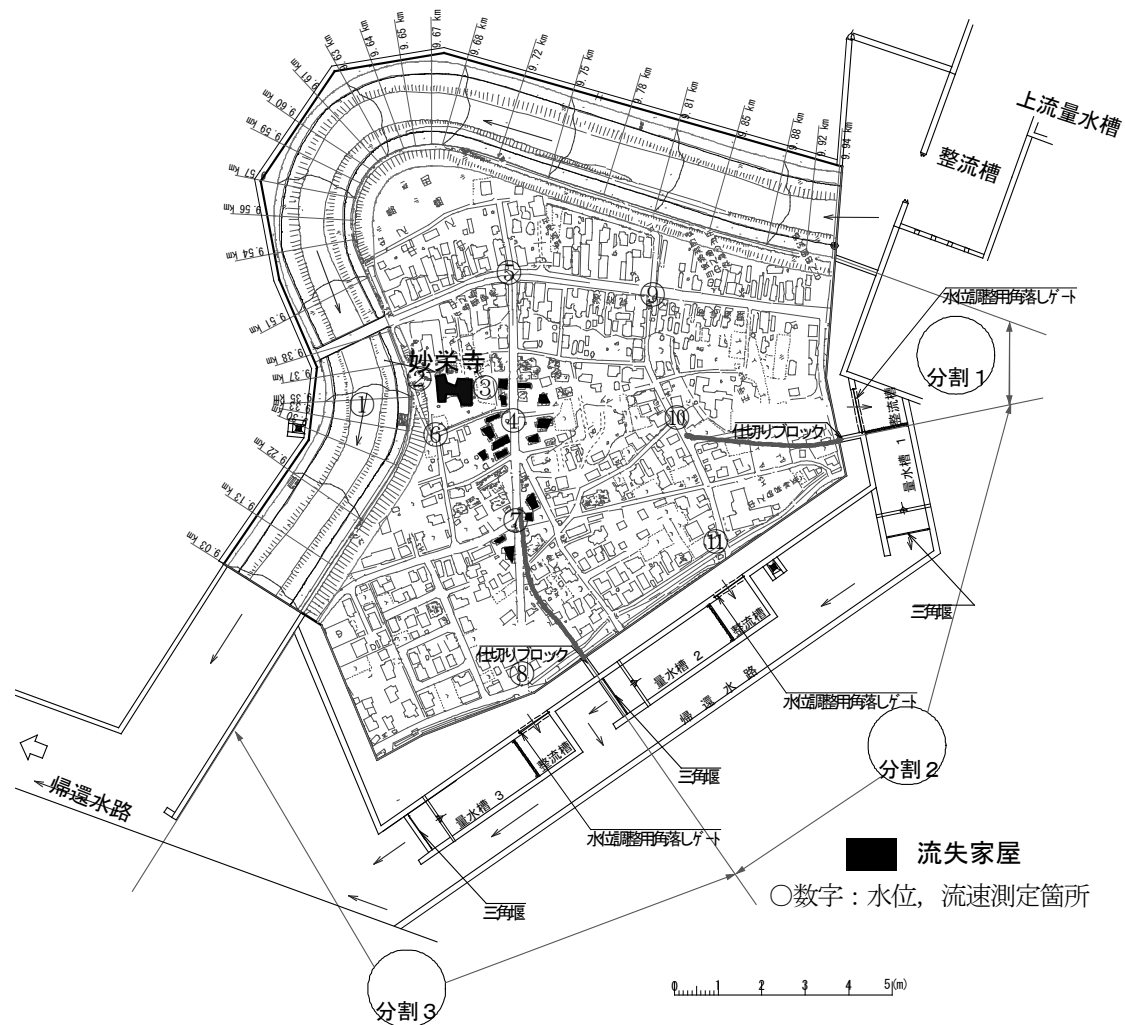 9.54 km
9.56 km
9.57 km
9.59 km
9.60 km
9.61 km
9.63 km
9.64 km
9.65 km
9.67 km
9.68 km
9.72 km
9.75 km
9.78 km
9.81 km
9.85 km
9.88 km
9.92 km
9.94 km
上流量水槽
整流槽
水位調整用角落しゲート
分割1
整流槽
量水槽 1
三角堰
9.51 km
9.38 km
9.37 km
9.35 km
9.22 km
9.13 km
9.03 km
妙栄寺
①
③
④
⑤
⑥
⑦
⑧
⑨
⑩
⑪
仕切りブロック
仕切りブロック
整流槽
量水槽 2
帰還水路
水位調整用角落しゲート
分割2
三角堰
整流槽
量水槽 3
水位調整用角落しゲート
三角堰
帰還水路
分割3
流失家屋
○数字：水位，流速測定箇所
0 1 2 3 4 5(m)